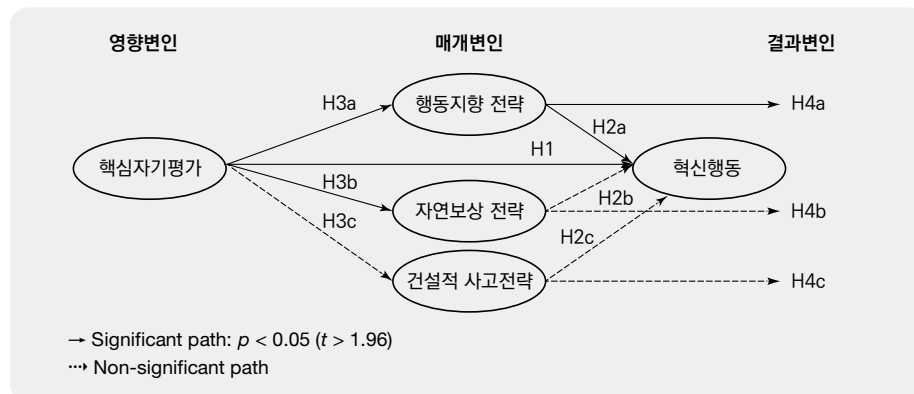 영향변인 매개변인 결과변인
H3a 행동지향 전략 H4a
H2a
H1
핵심자기평가 혁신행동
H3b
자연보상 전략 H2b H4b
H3c
H2c
건설적 사고전략 H4c
→ Significant path: p < 0.05 (t > 1.96)
⇢ Non-significant path